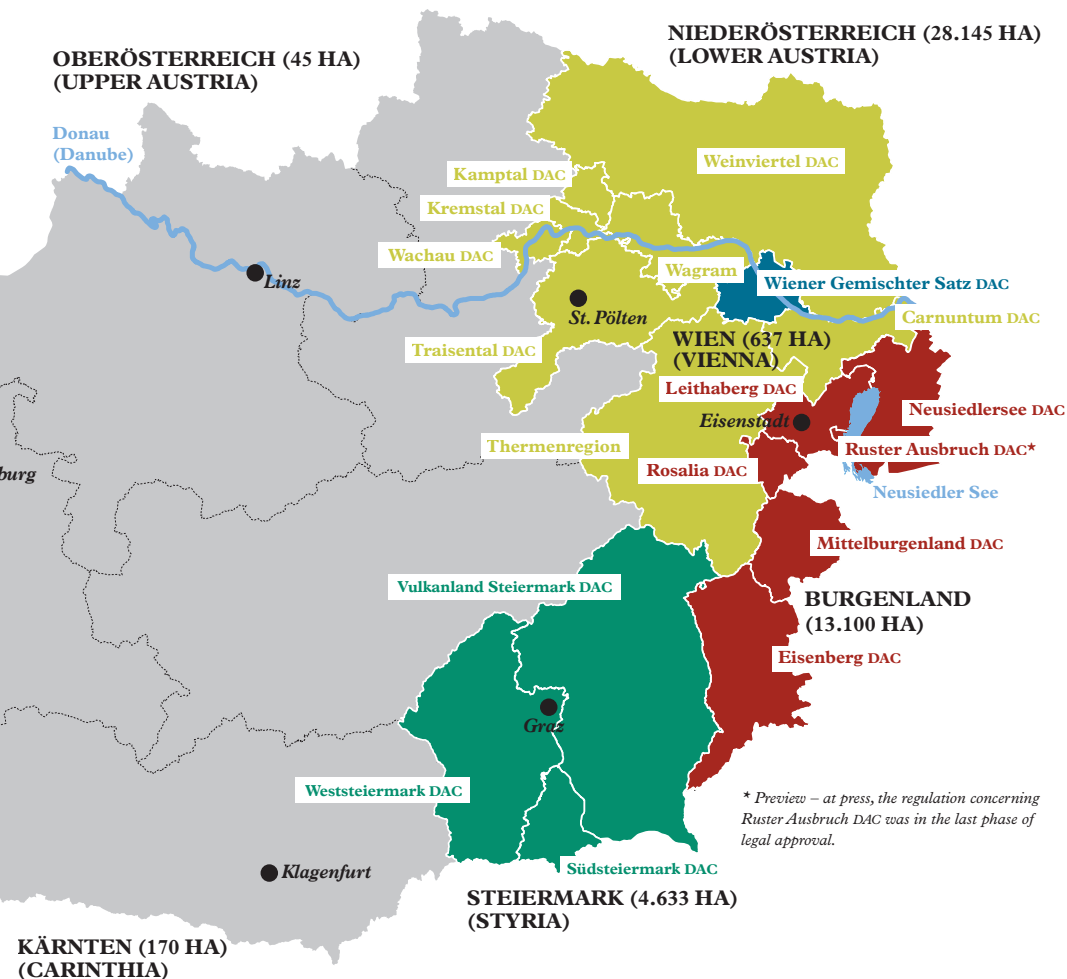 NIEDERÖSTERREICH (28.145 HA)
(LOWER AUSTRIA)
OBERÖSTERREICH (45 HA)
(UPPER AUSTRIA)
Donau
(Danube)
Weinviertel DAC
Kamptal DAC
Kremstal DAC
Wachau DAC
Wagram
Linz
Wiener Gemischter Satz DAC
St. Pölten
Carnuntum DAC
WIEN (637 HA)
(VIENNA)
Traisental DAC
Leithaberg DAC
Neusiedlersee DAC
Eisenstadt
Thermenregion
Ruster Ausbruch DAC*
Rosalia DAC
burg
Neusiedler See
Mittelburgenland DAC
Vulkanland Steiermark DAC
BURGENLAND
(13.100 HA)
Eisenberg DAC
Graz
Weststeiermark DAC
* Preview – at press, the regulation concerning
Ruster Ausbruch DAC was in the last phase of
legal approval.
Klagenfurt
Südsteiermark DAC
STEIERMARK (4.633 HA)
(STYRIA)
KÄRNTEN (170 HA)
(CARINTHIA)